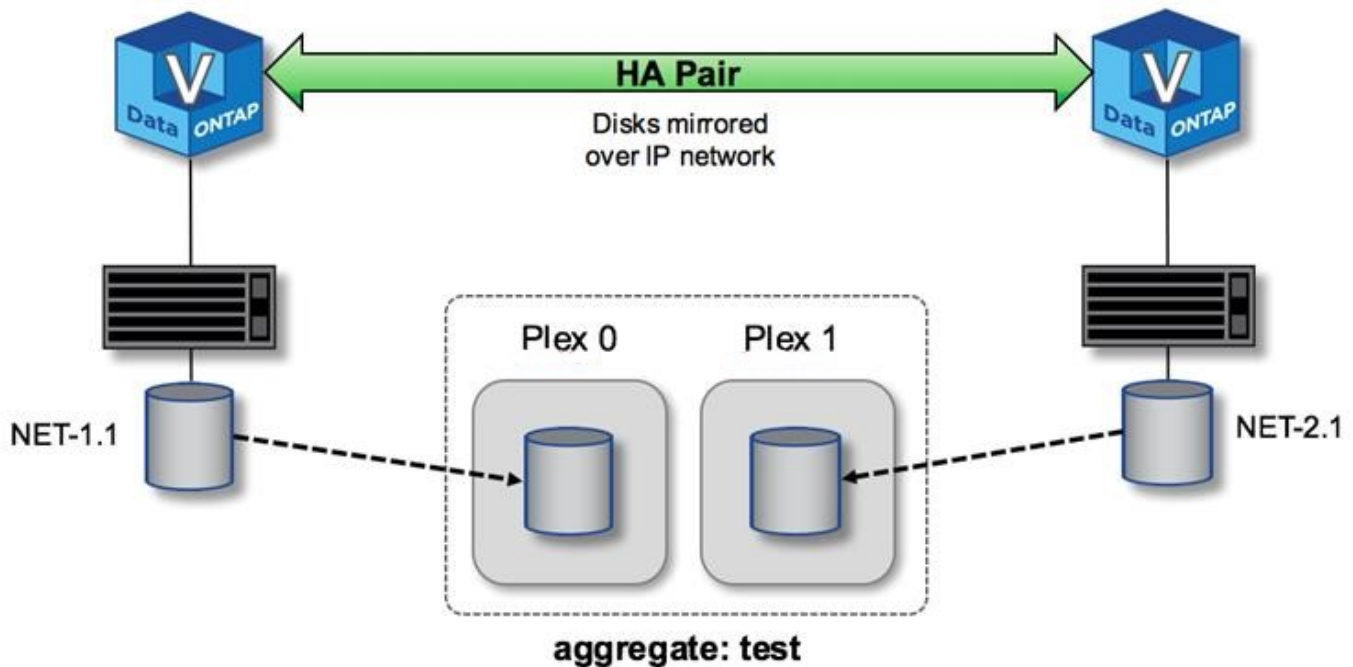 V
Data ONTAP
HA Pair
V
Data ONTAP
Disks mirrored
over IP network
Plex 0
Plex 1
NET-1.1
NET-2.1
aggregate: test